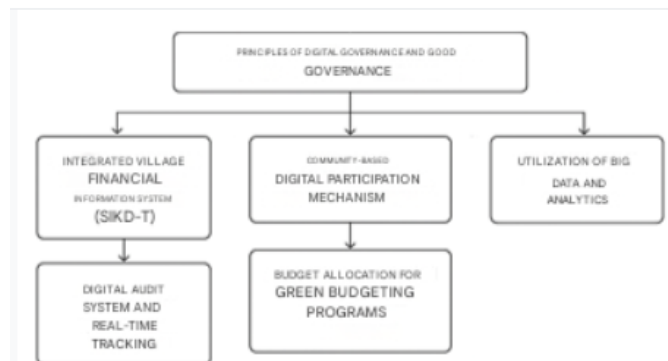 PRINCIPLES OF DIGITAL GOVERNANCE AND GOOD
GOVERNANCE
INTEGRATED VILLAGE
FINANCIAL
INFORMATION SYSTEM
(SIKD-T)
COMMUNITY-BASED
DIGITAL PARTICIPATION
MECHANISM
UTILIZATION OF BIG
DATA AND
ANALYTICS
DIGITAL AUDIT
SYSTEM AND
REAL-TIME
TRACKING
BUDGET ALLOCATION FOR
GREEN BUDGETING
PROGRAMS